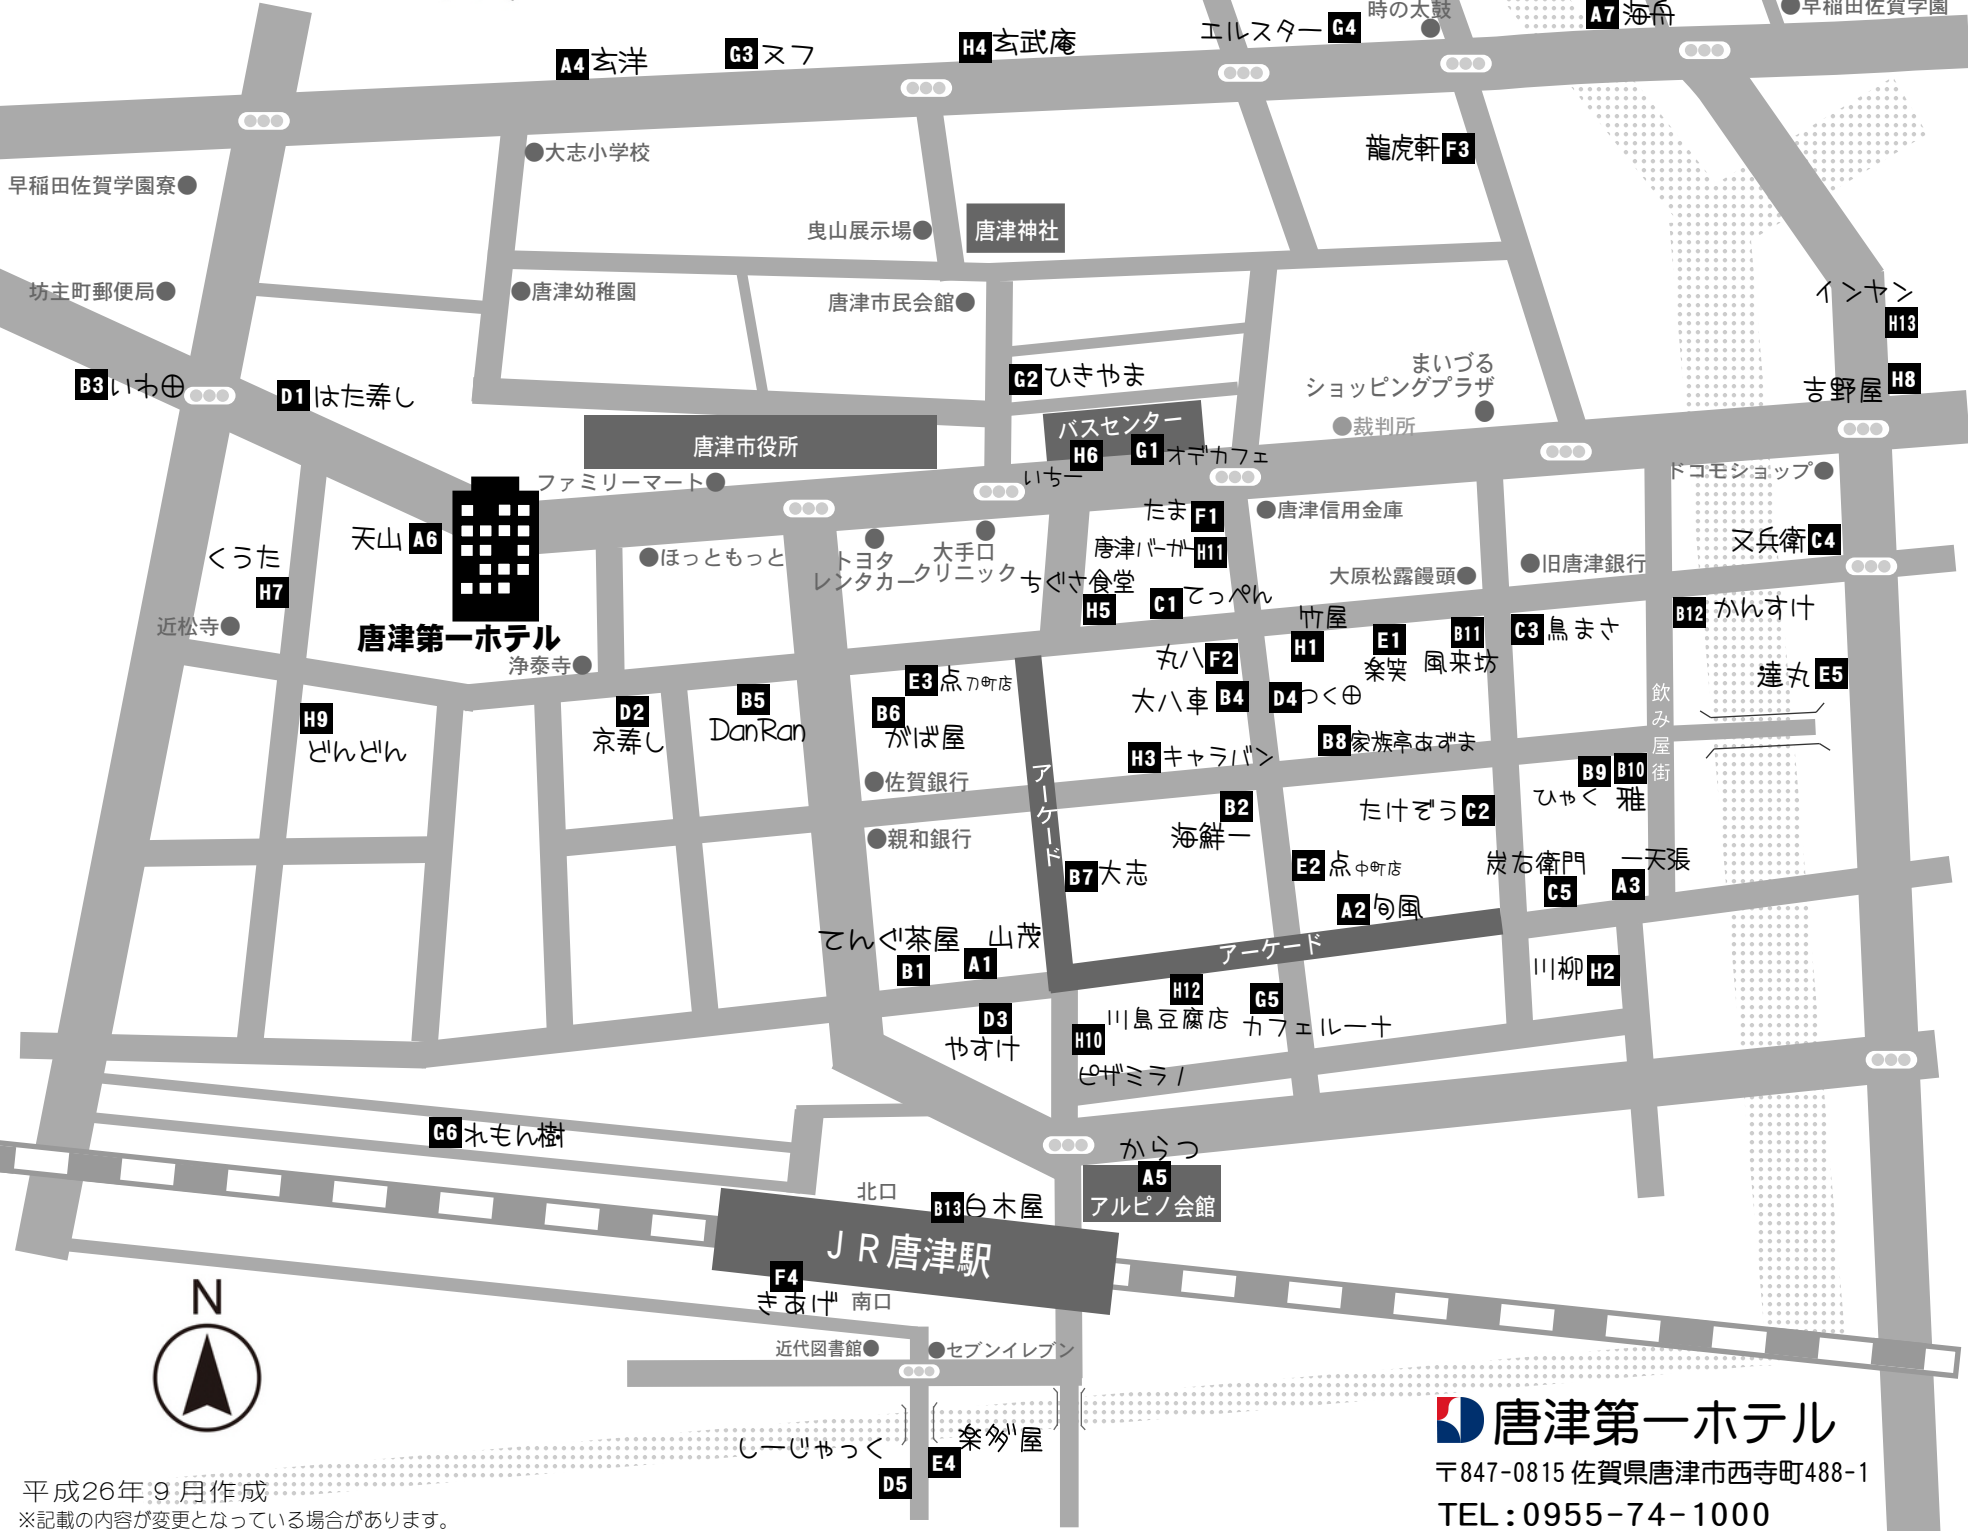 時の太鼓
A7 海舟
早稲田佐賀学園
エルスター G4
A4 玄洋
G3 ヌフ
H4 玄武庵
大志小学校
龍虎軒 F3
早稲田佐賀学園寮
曳山展示場
唐津神社
坊主町郵便局
唐津幼稚園
唐津市民会館
インヤン
H13
B3 いわ田
D1 はた寿し
G2 ひきやま
まいづる
ショッピングプラザ
吉野屋 H8
裁判所
バスセンター
唐津市役所
H6
いちー
G1 オデカフェ
ファミリーマート
ドコモショップ
たま F1
唐津信用金庫
天山 A6
くうた
H7
ほっともっと
トヨタ
レンタカー
大手口
クリニック
唐津バーガー H11
ちぐさ食堂
H5
C1 てっぺん
大原松露饅頭
旧唐津銀行
又兵衛 C4
近松寺
唐津第一ホテル
浄泰寺
竹屋
H1
E1
楽笑
B11
風来坊
C3 鳥まさ
B12 かんすけ
丸八 F2
E3 点 刀町店
達丸 E5
H9
どんどん
D2
京寿し
B5
DanRan
B6
がば屋
大八車 B4
D4 つく田
飲み屋街
H3 キャラバン
B8 家族亭あずま
B9
ひゃく
B10
雅
佐賀銀行
アーケード
B2
海鮮一
たけぞう C2
親和銀行
B7 大志
E2 点 中町店
炭右衛門
C5
一天張
A3
A2 旬風
てんぐ茶屋
B1
山茂
A1
アーケード
川柳 H2
D3
やすけ
H12
川島豆腐店
G5
カフェルーナ
H10
ピザミラノ
G6 れもん樹
からつ
A5
アルピノ会館
北口
B13 白木屋
JR唐津駅
F4
きあげ
南口
N
近代図書館
セブンイレブン
しーじゃっく
D5
楽多屋
E4
唐津第一ホテル
〒847-0815 佐賀県唐津市西寺町488-1
TEL:0955-74-1000
平成26年9月作成
※記載の内容が変更となっている場合があります。